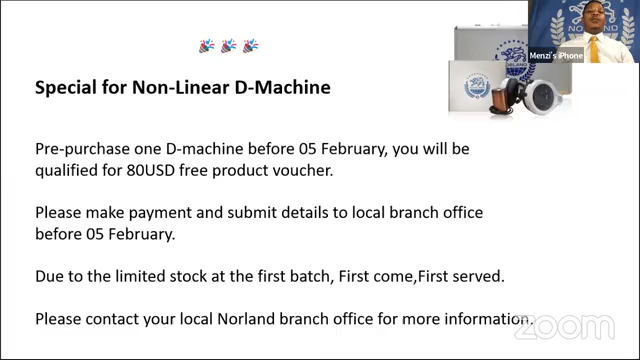 NORLAND
Menzi's iPhone
NORLAND
Special for Non-Linear D-Machine
Pre-purchase one D-machine before 05 February, you will be
qualified for 80USD free product voucher.
Please make payment and submit details to local branch office
before 05 February.
Due to the limited stock at the first batch, First come,First served.
Please contact your local Norland branch office for more information.
zoom